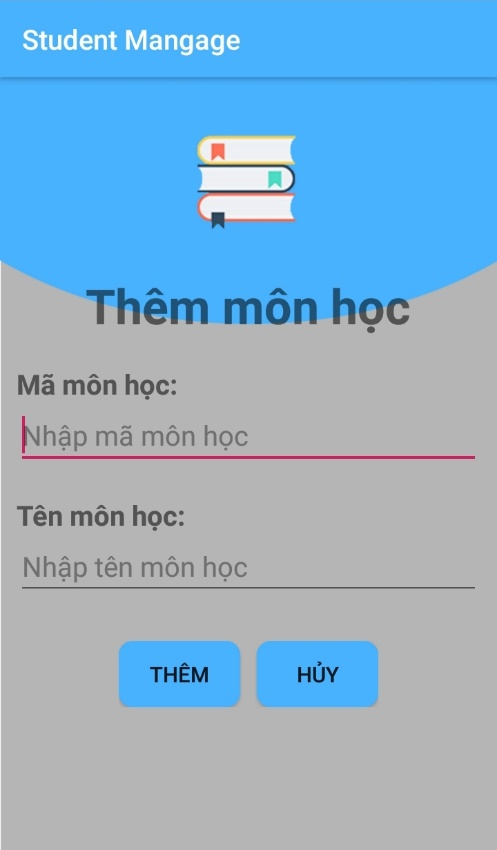 Student Mangage
Thêm môn học
Mã môn học:
Nhập mã môn học
Tên môn học:
Nhập tên môn học
THÊM HỦY